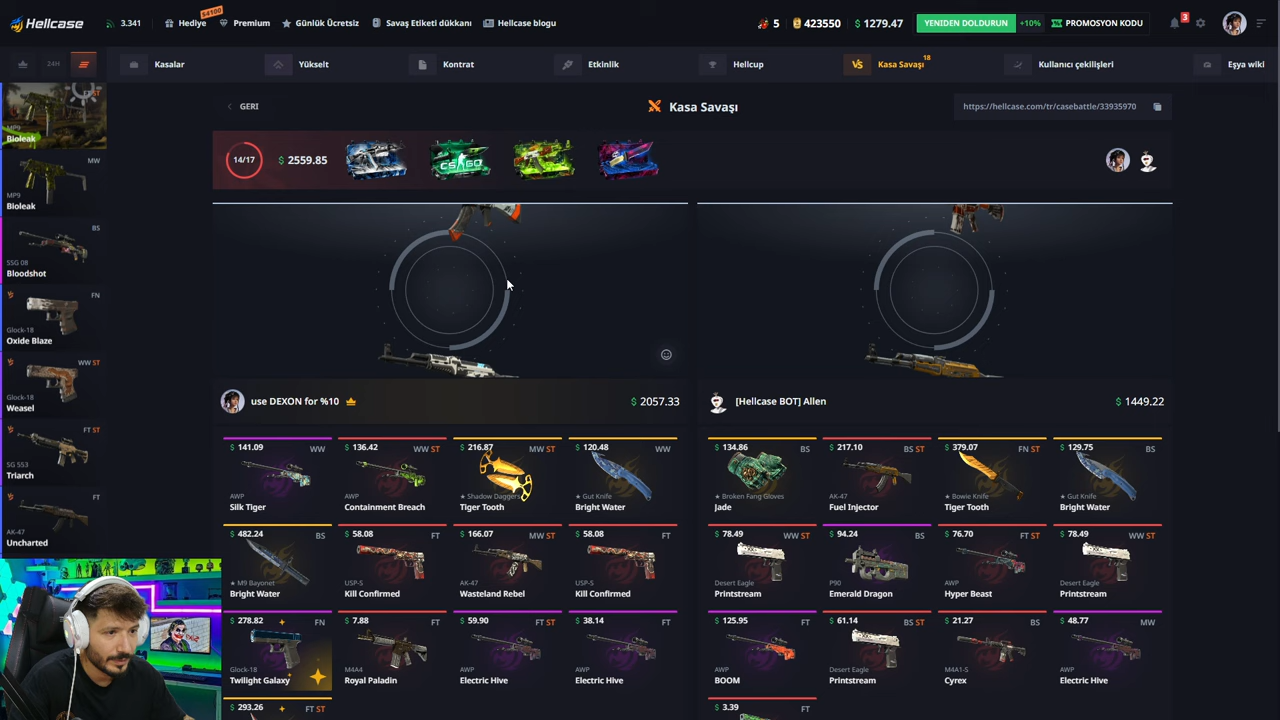 Hellcase
3.341
Hediye
$4100
Premium
Günlük Ücretsiz
Savaş Etiketi dükkanı
Hellcase blogu
5
423550
$ 1279.47
YENİDEN DOLDURUN
+10%
PROMOSYON KODU
3
24H
Kasalar
Yükselt
Kontrat
Etkinlik
Hellcup
VS
Kasa Savaşı
18
Kullanıcı çekilişleri
Eşya wiki
FT ST
MP9
Bioleak
MW
MP9
Bioleak
BS
SSG 08
Bloodshot
FN
Glock-18
Oxide Blaze
WW ST
Glock-18
Weasel
FT ST
SG 553
Triarch
FT
AK-47
Uncharted
GERİ
Kasa Savaşı
https://hellcase.com/tr/casebattle/33935970
14/17
$ 2559.85
CS:GO
use DEXON for %10
$ 2057.33
[Hellcase BOT] Allen
$ 1449.22
$ 141.09 WW
AWP
Silk Tiger
$ 136.42 WW ST
AWP
Containment Breach
$ 216.87 MW ST
★ Shadow Daggers
Tiger Tooth
$ 120.48 WW
★ Gut Knife
Bright Water
$ 134.86 BS
★ Broken Fang Gloves
Jade
$ 217.10 BS ST
AK-47
Fuel Injector
$ 379.07 FN ST
★ Bowie Knife
Tiger Tooth
$ 129.75 BS
★ Gut Knife
Bright Water
$ 482.24 BS
★ M9 Bayonet
Bright Water
$ 58.08 FT
USP-S
Kill Confirmed
$ 166.07 MW ST
AK-47
Wasteland Rebel
$ 58.08 FT
USP-S
Kill Confirmed
$ 78.49 WW ST
Desert Eagle
Printstream
$ 94.24 BS
P90
Emerald Dragon
$ 76.70 FT ST
AWP
Hyper Beast
$ 78.49 WW ST
Desert Eagle
Printstream
$ 278.82 FN
Glock-18
Twilight Galaxy
$ 7.88 FT
M4A4
Royal Paladin
$ 59.90 FT ST
AWP
Electric Hive
$ 38.14 FT
AWP
Electric Hive
$ 125.95 FT
AWP
BOOM
$ 61.14 BS ST
Desert Eagle
Printstream
$ 21.27 BS
M4A1-S
Cyrex
$ 48.77 MW
AWP
Electric Hive
$ 293.26 FT ST
$ 3.39 FT